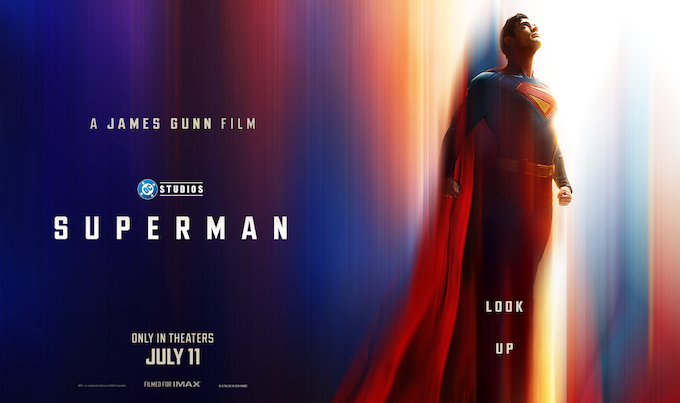 A JAMES GUNN FILM
DC STUDIOS
SUPERMAN
ONLY IN THEATERS
JULY 11
FILMED FOR IMAX
LOOK
UP